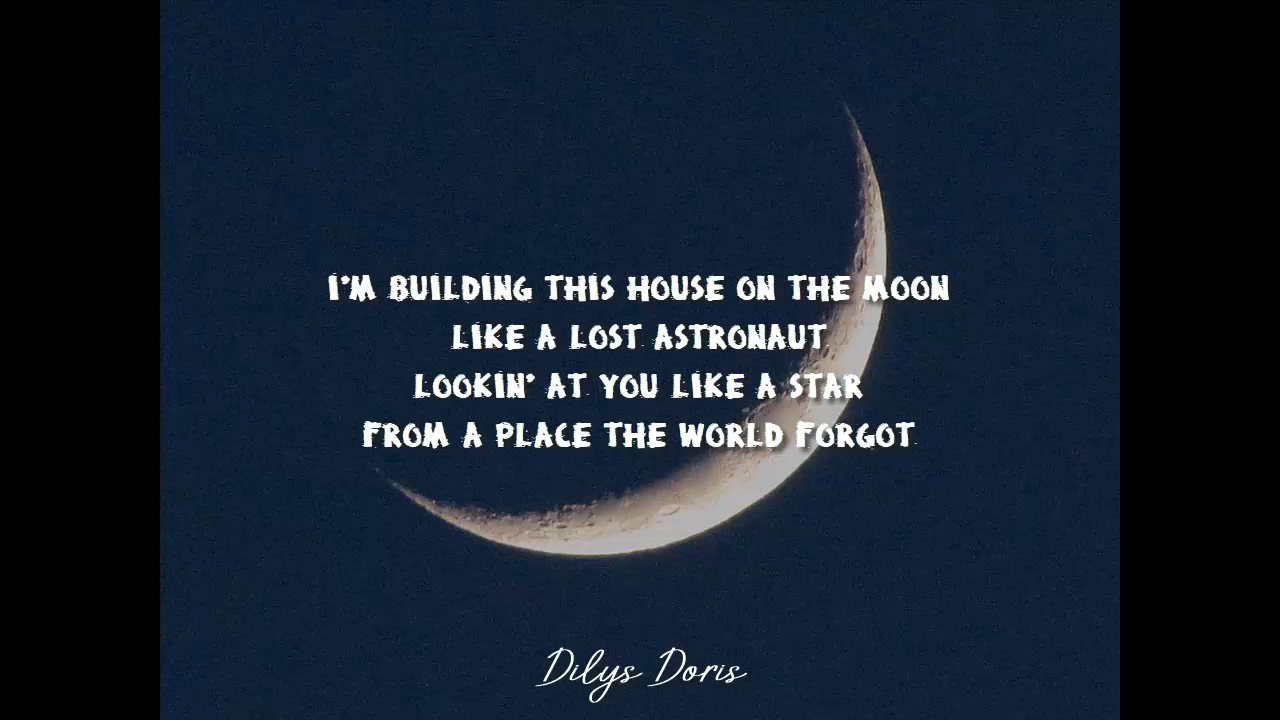 I'M BUILDING THIS HOUSE ON THE MOON
LIKE A LOST ASTRONAUT
LOOKIN' AT YOU LIKE A STAR
FROM A PLACE THE WORLD FORGOT
Dilys Doris